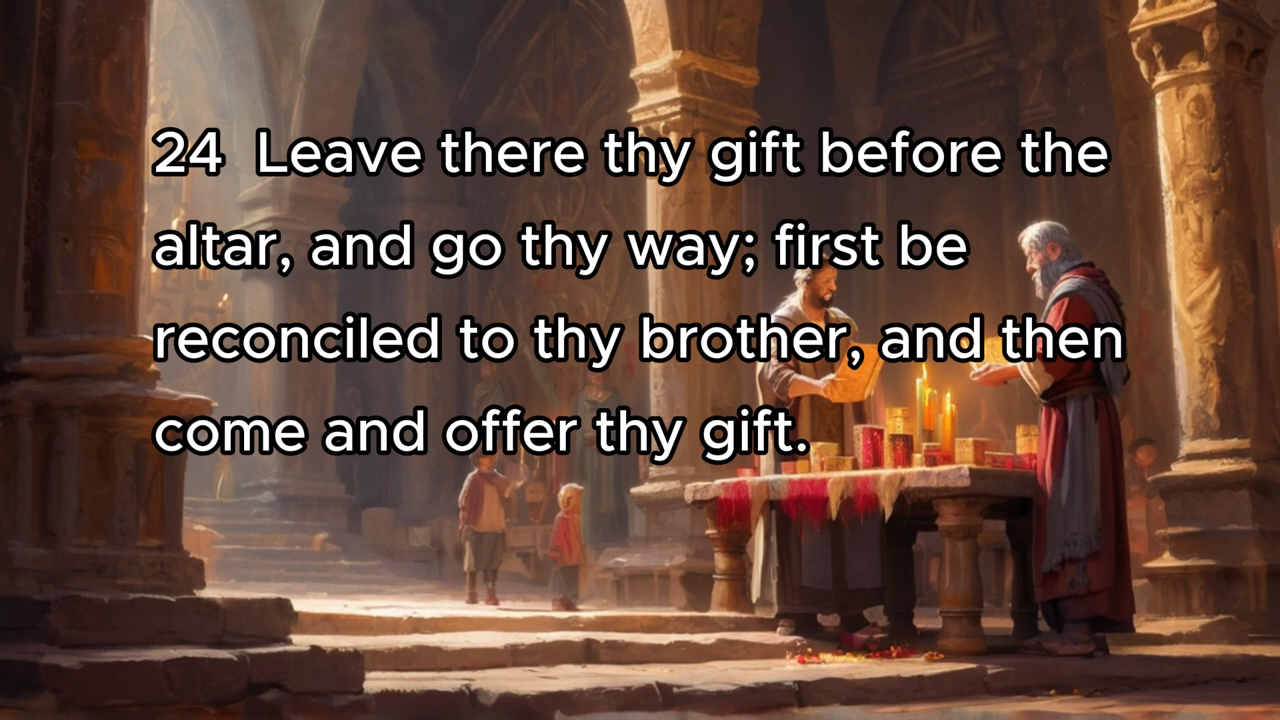 24  Leave there thy gift before the
altar, and go thy way; first be
reconciled to thy brother, and then
come and offer thy gift.